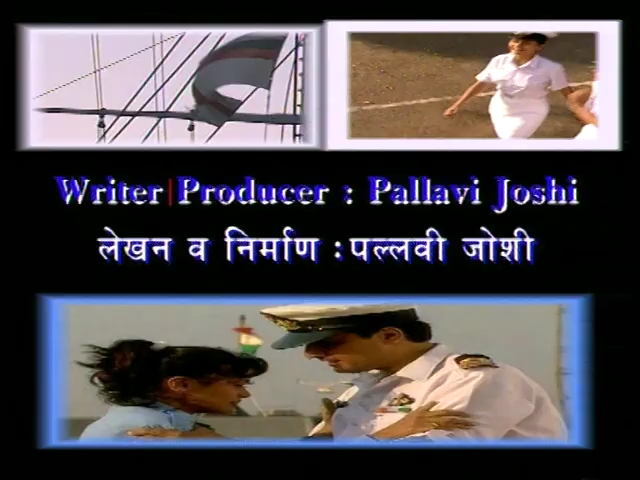 Writer|Producer : Pallavi Joshi
लेखन व निर्माण : पल्लवी जोशी